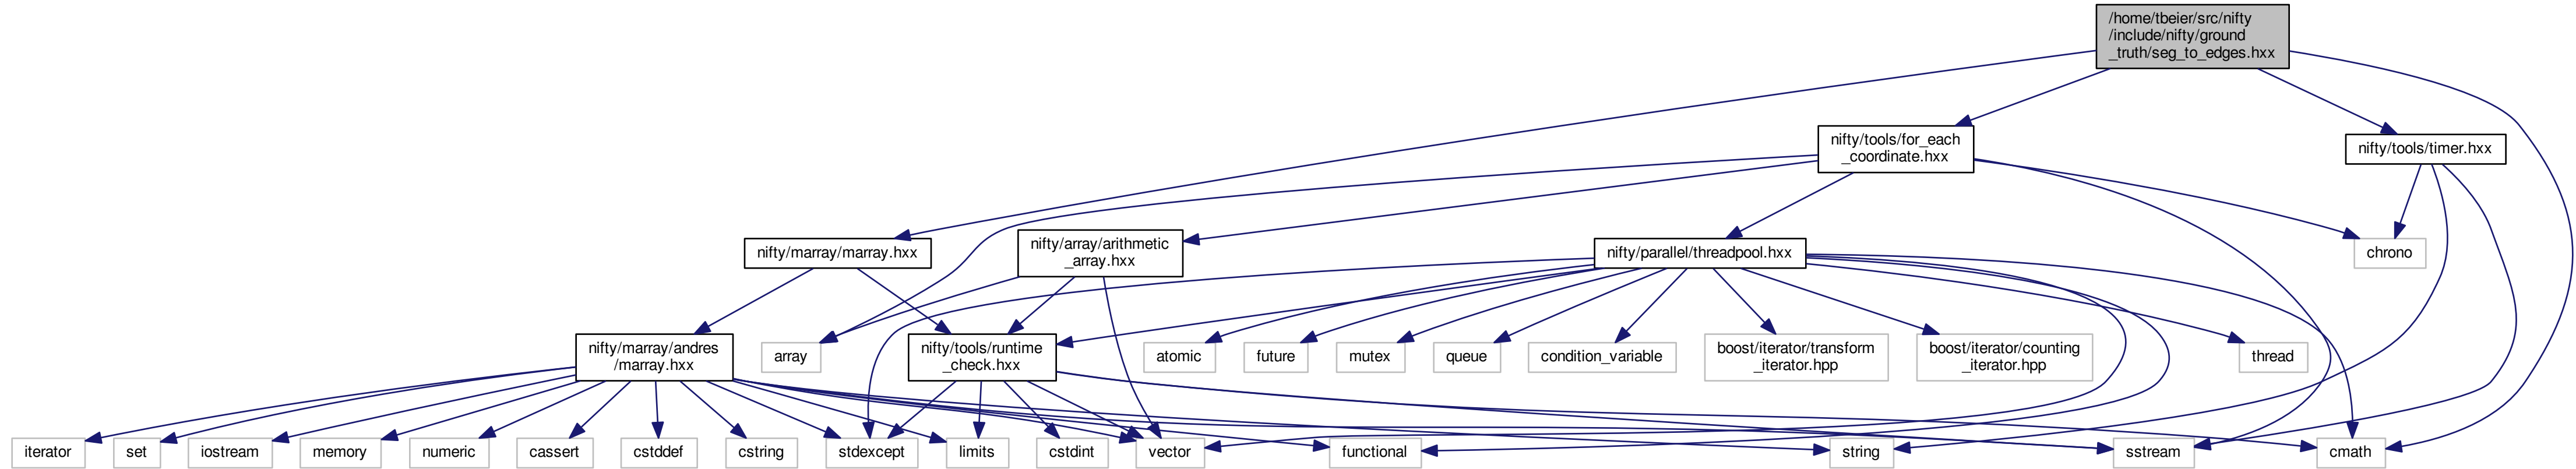 /home/tbeier/src/nifty
/include/nifty/ground
_truth/seg_to_edges.hxx
nifty/tools/for_each
_coordinate.hxx
nifty/tools/timer.hxx
nifty/marray/marray.hxx
nifty/array/arithmetic
_array.hxx
nifty/parallel/threadpool.hxx
chrono
nifty/marray/andres
/marray.hxx
array
nifty/tools/runtime
_check.hxx
atomic
future
mutex
queue
condition_variable
boost/iterator/transform
_iterator.hpp
boost/iterator/counting
_iterator.hpp
thread
iterator
set
iostream
memory
numeric
cassert
cstddef
cstring
stdexcept
limits
cstdint
vector
functional
string
sstream
cmath